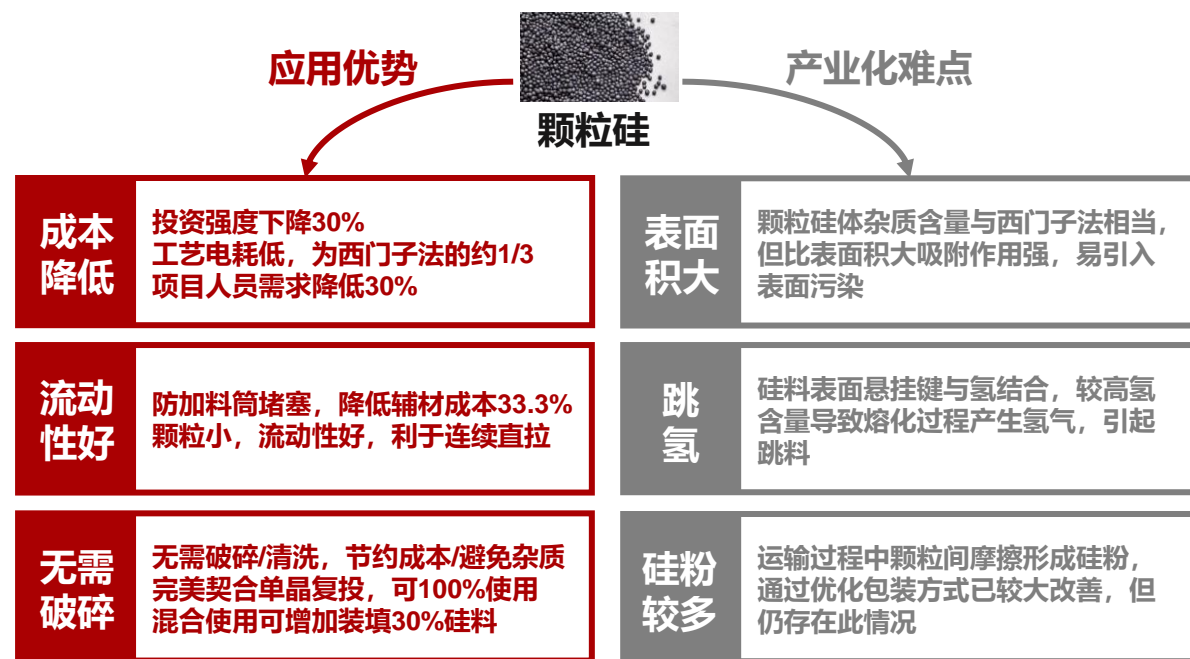 应用优势
产业化难点
颗粒硅
成本
降低
投资强度下降30%
工艺电耗低，为西门子法的约1/3
项目人员需求降低30%
流动
性好
防加料筒堵塞，降低辅材成本33.3%
颗粒小，流动性好，利于连续直拉
无需
破碎
无需破碎/清洗，节约成本/避免杂质
完美契合单晶复投，可100%使用
混合使用可增加装填30%硅料
表面
积大
颗粒硅体杂质含量与西门子法相当，
但比表面积大吸附作用强，易引入
表面污染
跳
氢
硅料表面悬挂键与氢结合，较高氢
含量导致熔化过程产生氢气，引起
跳料
硅粉
较多
运输过程中颗粒间摩擦形成硅粉，
通过优化包装方式已较大改善，但
仍存在此情况